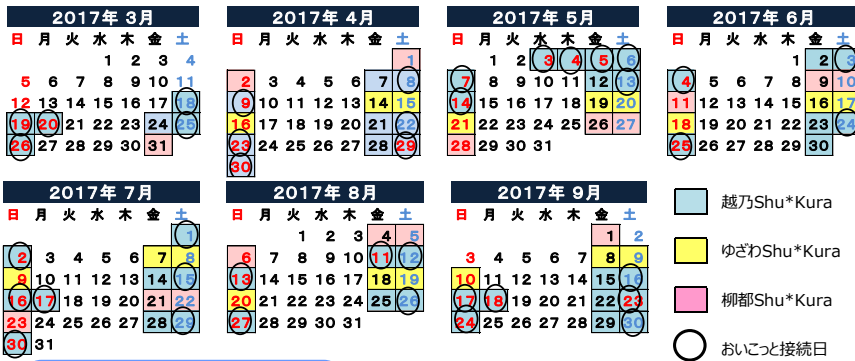 2017年 3月
日 月 火 水 木 金 土
1 2 3 4
5 6 7 8 9 10 11
12 13 14 15 16 17 18
19 20 21 22 23 24 25
26 27 28 29 30 31
2017年 4月
日 月 火 水 木 金 土
1
2 3 4 5 6 7 8
9 10 11 12 13 14 15
16 17 18 19 20 21 22
23 24 25 26 27 28 29
30
2017年 5月
日 月 火 水 木 金 土
1 2 3 4 5 6
7 8 9 10 11 12 13
14 15 16 17 18 19 20
21 22 23 24 25 26 27
28 29 30 31
2017年 6月
日 月 火 水 木 金 土
1 2 3
4 5 6 7 8 9 10
11 12 13 14 15 16 17
18 19 20 21 22 23 24
25 26 27 28 29 30
2017年 7月
日 月 火 水 木 金 土
1
2 3 4 5 6 7 8
9 10 11 12 13 14 15
16 17 18 19 20 21 22
23 24 25 26 27 28 29
30 31
2017年 8月
日 月 火 水 木 金 土
1 2 3 4 5
6 7 8 9 10 11 12
13 14 15 16 17 18 19
20 21 22 23 24 25 26
27 28 29 30 31
2017年 9月
日 月 火 水 木 金 土
1 2
3 4 5 6 7 8 9
10 11 12 13 14 15 16
17 18 19 20 21 22 23
24 25 26 27 28 29 30
越乃Shu*Kura
ゆざわShu*Kura
柳都Shu*Kura
おいこっと接続日